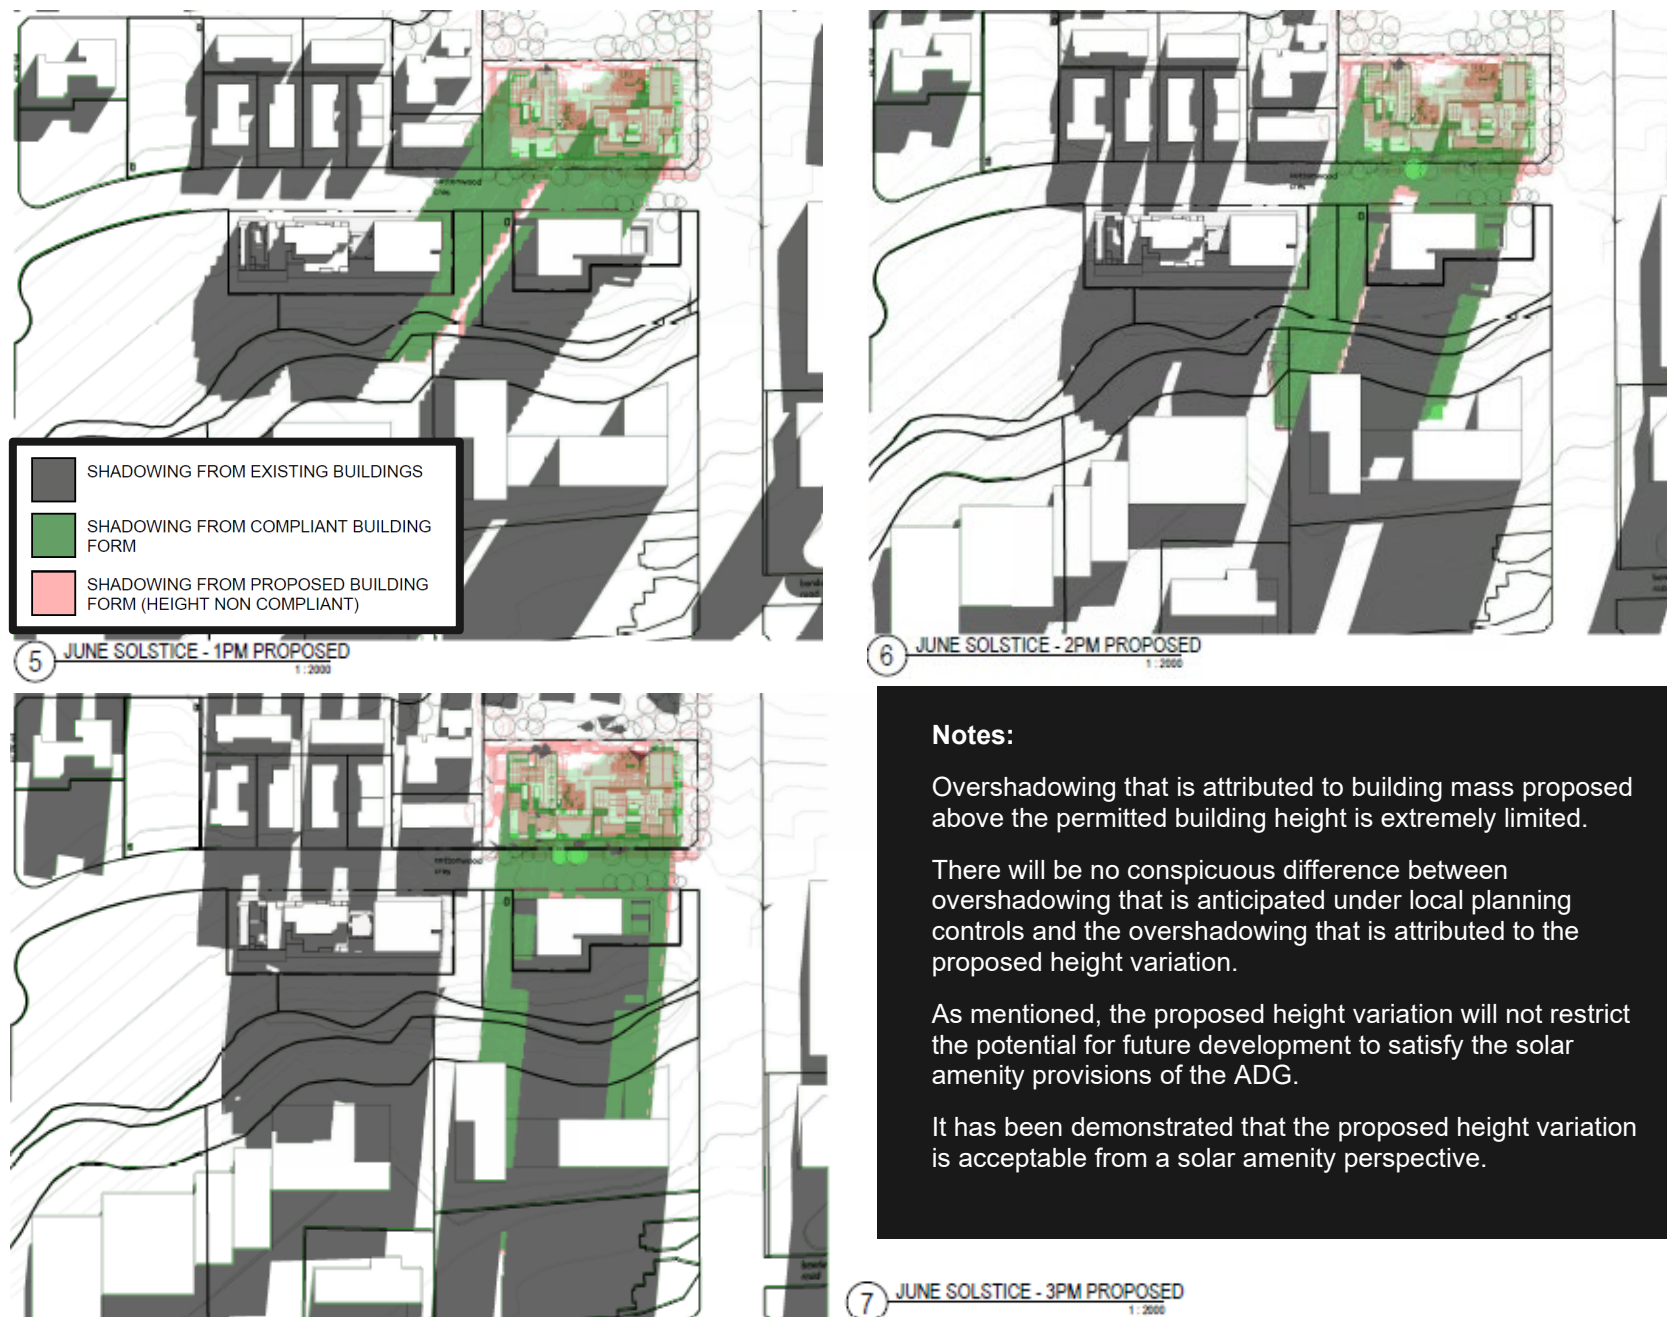 SHADOWING FROM EXISTING BUILDINGS
SHADOWING FROM COMPLIANT BUILDING
FORM
SHADOWING FROM PROPOSED BUILDING
FORM (HEIGHT NON COMPLIANT)
5 JUNE SOLSTICE - 1PM PROPOSED
1 : 2000
6 JUNE SOLSTICE - 2PM PROPOSED
1 : 2000
Notes:
Overshadowing that is attributed to building mass proposed
above the permitted building height is extremely limited.
There will be no conspicuous difference between
overshadowing that is anticipated under local planning
controls and the overshadowing that is attributed to the
proposed height variation.
As mentioned, the proposed height variation will not restrict
the potential for future development to satisfy the solar
amenity provisions of the ADG.
It has been demonstrated that the proposed height variation
is acceptable from a solar amenity perspective.
7 JUNE SOLSTICE - 3PM PROPOSED
1 : 2000